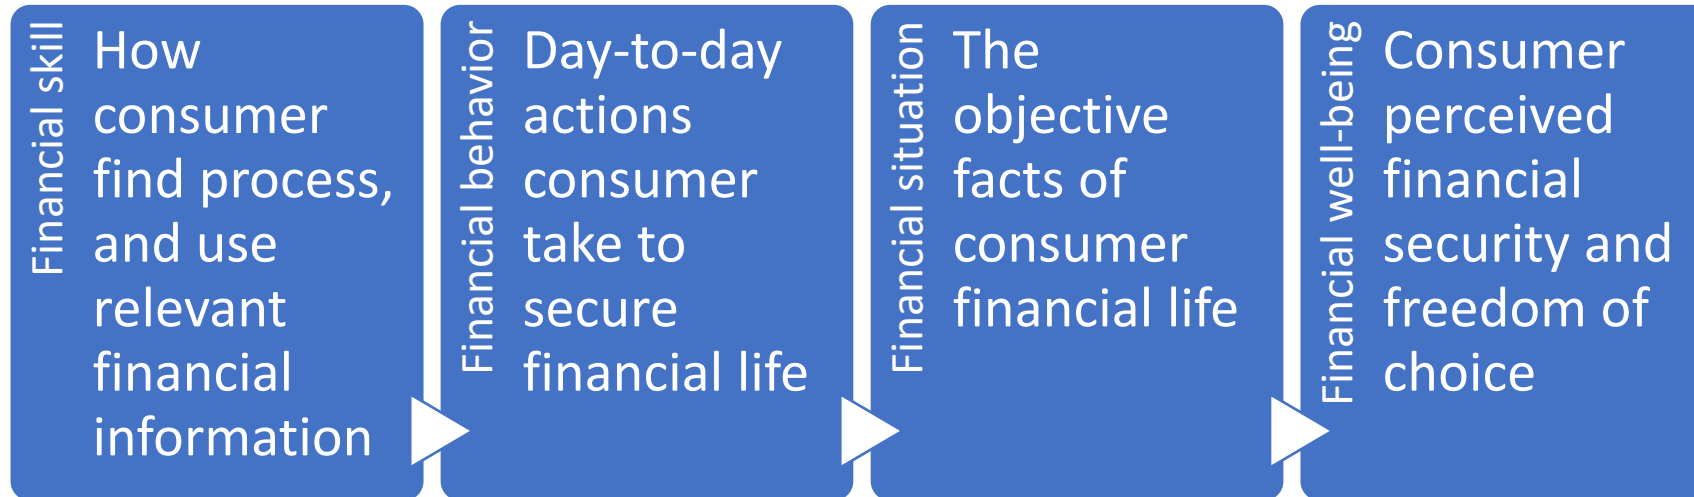 Financial skill
How
consumer
find process,
and use
relevant
financial
information
Financial behavior
Day-to-day
actions
consumer
take to
secure
financial life
Financial situation
The
objective
facts of
consumer
financial life
Financial well-being
Consumer
perceived
financial
security and
freedom of
choice